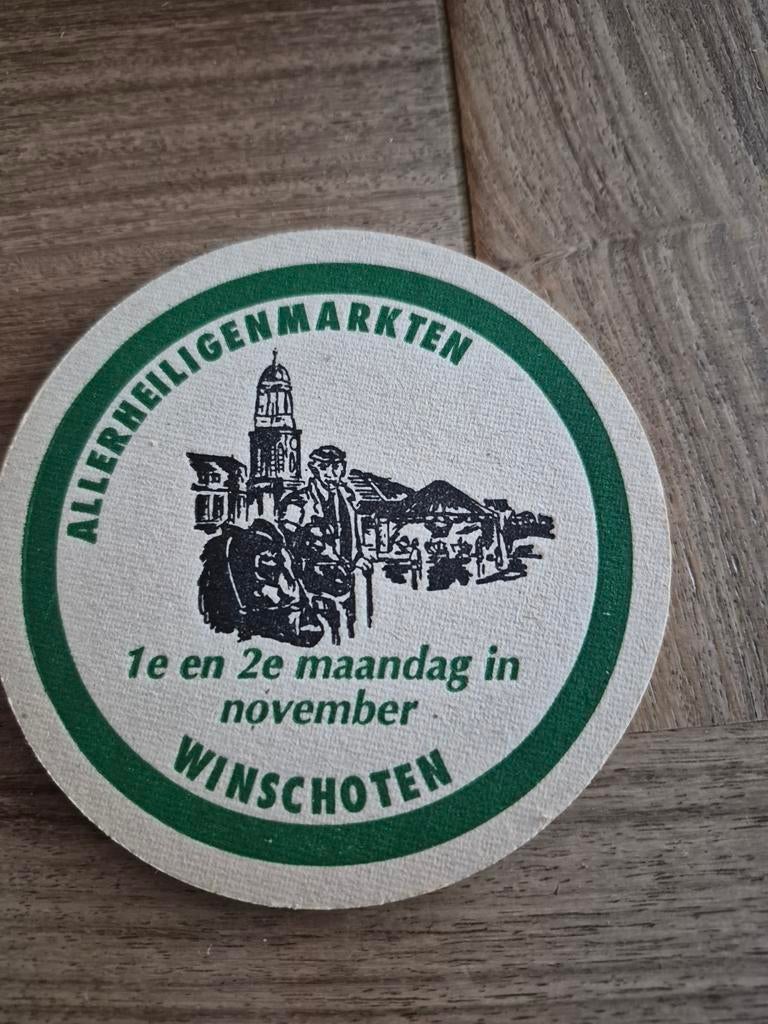 ALLERHEILIGENMARKTEN
1e en 2e maandag in
november
WINSCHOTEN